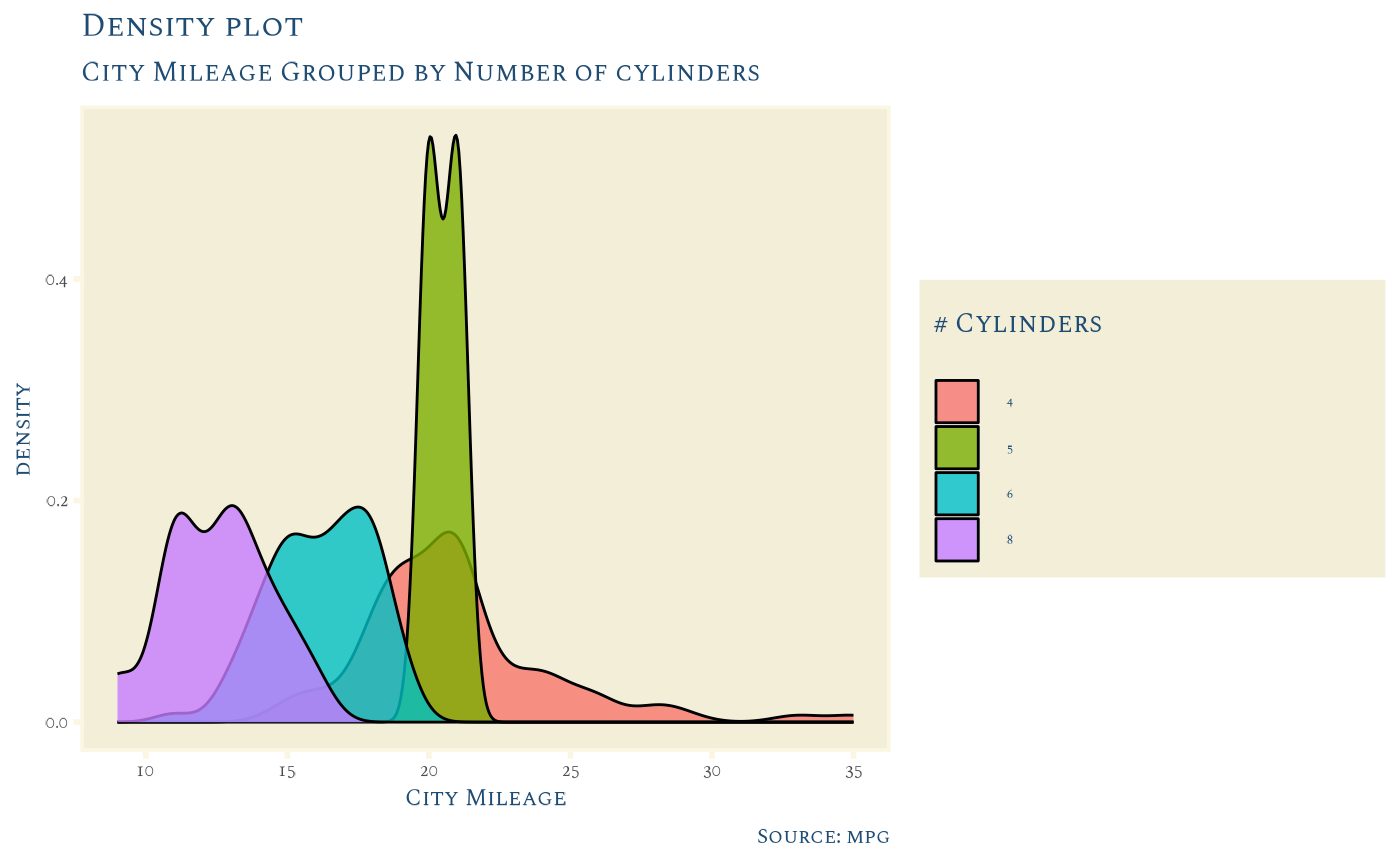 Density plot
City Mileage Grouped by Number of cylinders
density
0.4
0.2
0.0
10 15 20 25 30 35
City Mileage
Source: mpg
# Cylinders
4
5
6
8